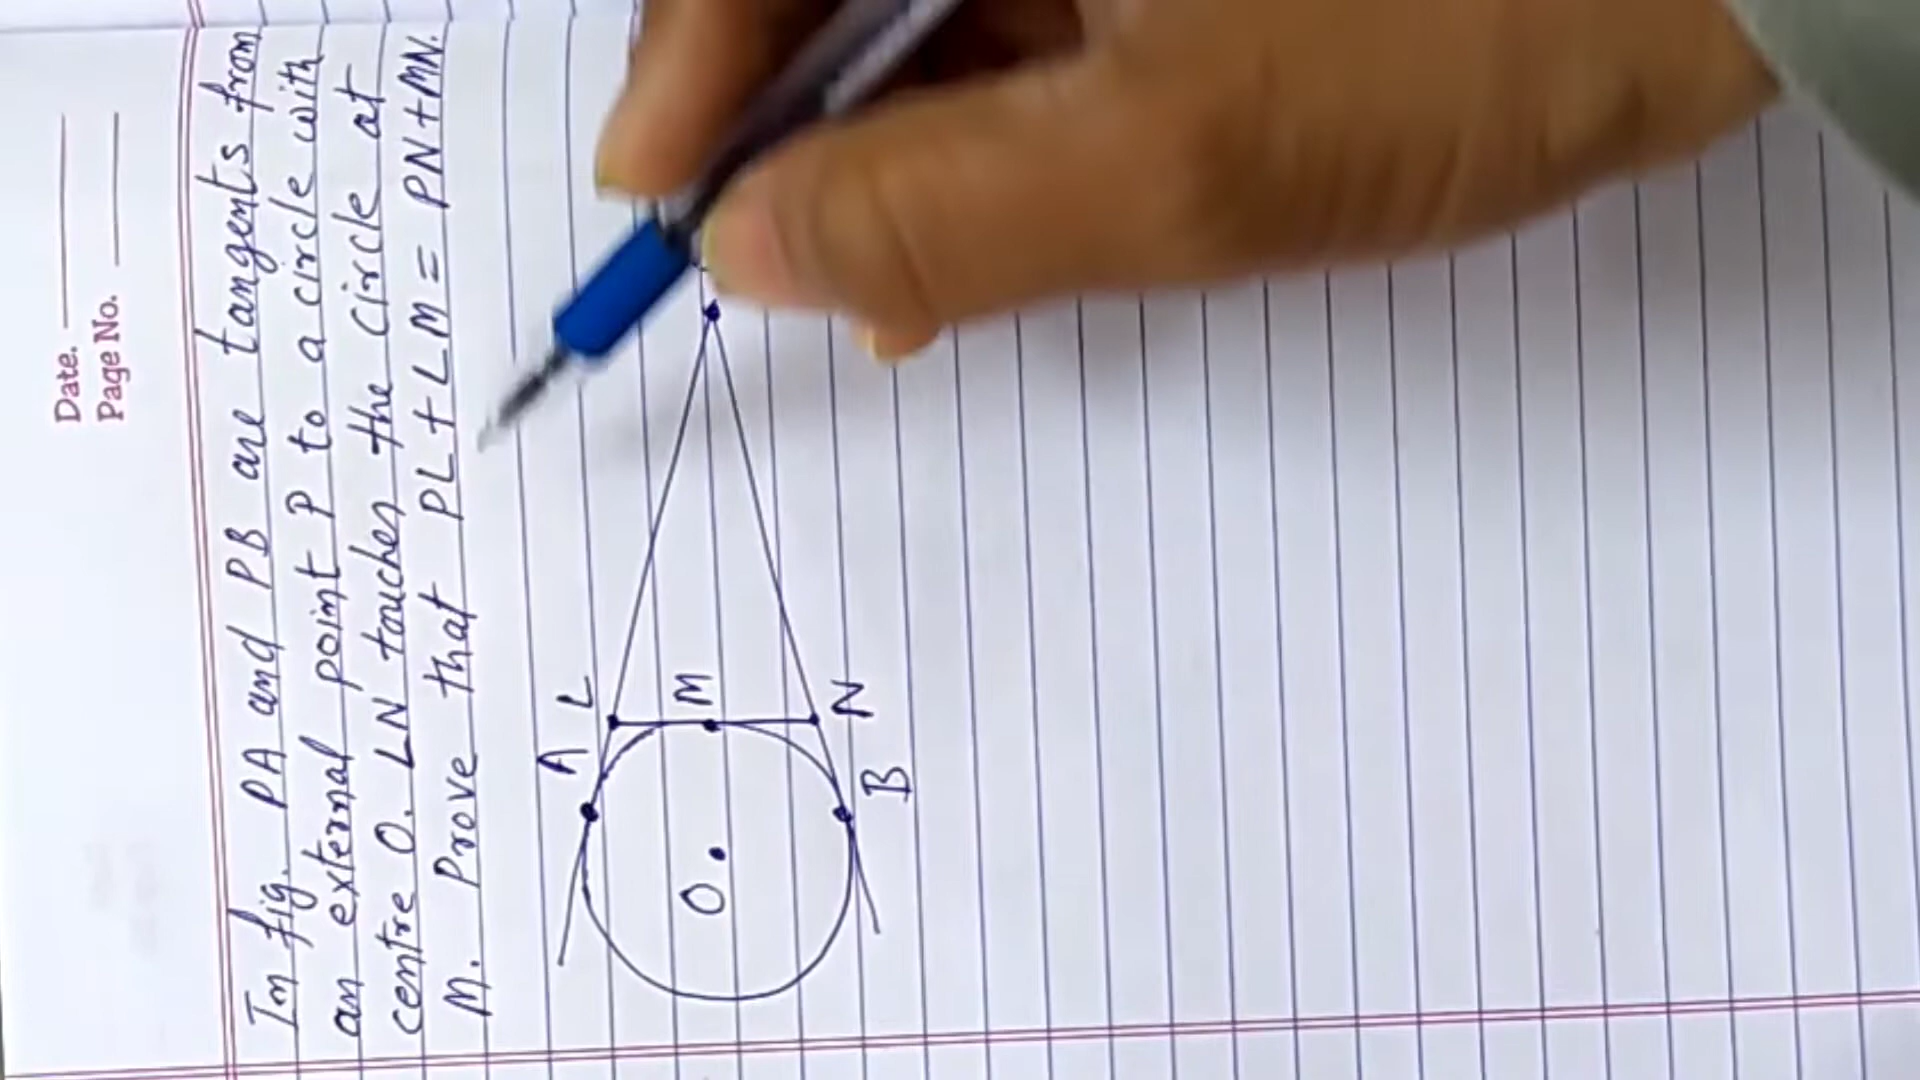 Date.
Page No.
In fig. PA and PB are tangents from
an external point P to a circle with
centre O. LN touches the circle at
M. Prove that PL + LM = PN + MN.
A
L
M
N
B
O